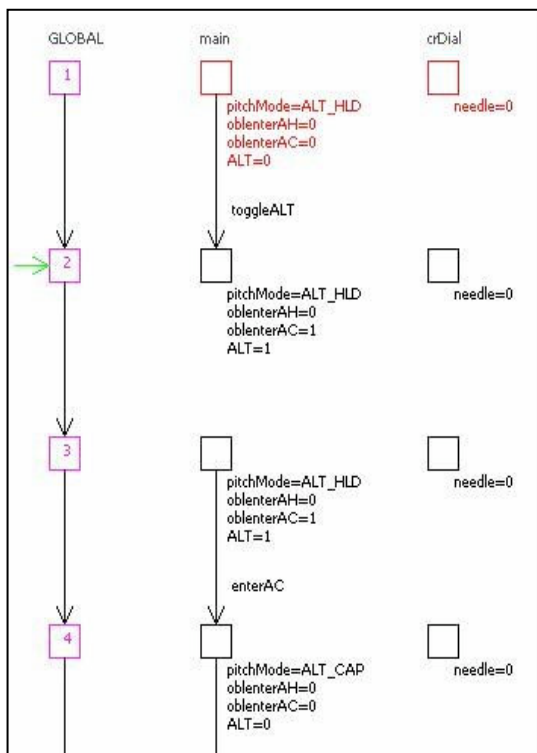 GLOBAL main crDial
1
pitchMode=ALT_HLD needle=0
oblenterAH=0
oblenterAC=0
ALT=0
toggleALT
2
pitchMode=ALT_HLD needle=0
oblenterAH=0
oblenterAC=1
ALT=1
3
pitchMode=ALT_HLD needle=0
oblenterAH=0
oblenterAC=1
ALT=1
enterAC
4
pitchMode=ALT_CAP needle=0
oblenterAH=0
oblenterAC=0
ALT=0